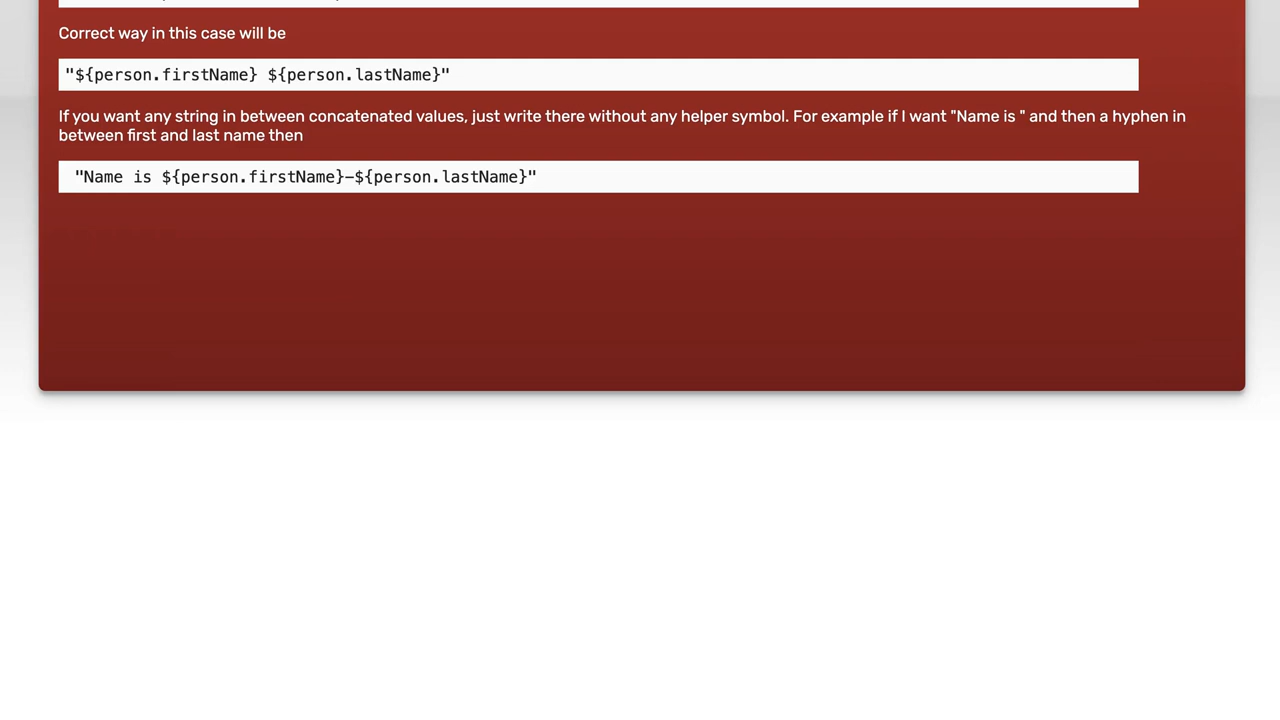 Correct way in this case will be
"${person.firstName} ${person.lastName}"
If you want any string in between concatenated values, just write there without any helper symbol. For example if I want "Name is " and then a hyphen in
between first and last name then
"Name is ${person.firstName}-${person.lastName}"